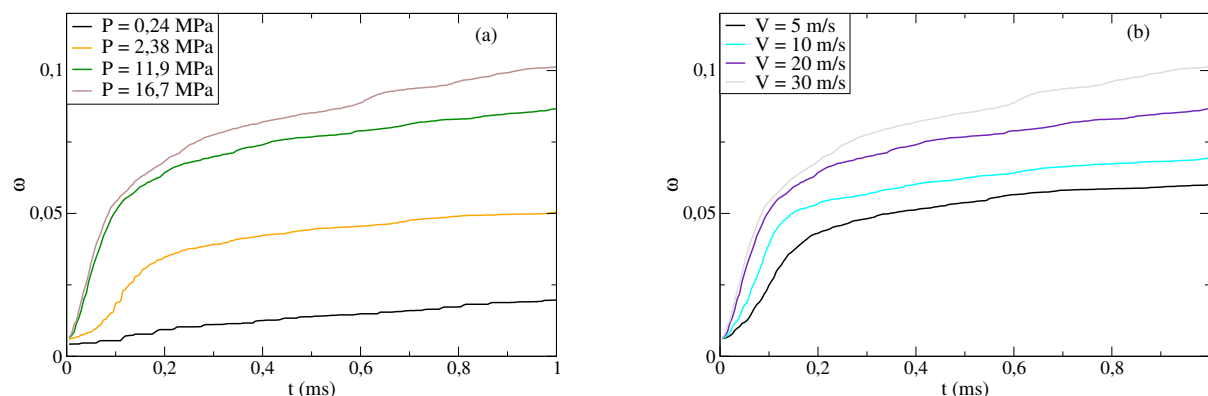 P = 0,24 MPa
P = 2,38 MPa
P = 11,9 MPa
P = 16,7 MPa
(a)
0,1
0,05
0
ω
0 0,2 0,4 0,6 0,8 1
t (ms)
V = 5 m/s
V = 10 m/s
V = 20 m/s
V = 30 m/s
(b)
0,1
0,05
0
ω
0 0,2 0,4 0,6 0,8
t (ms)